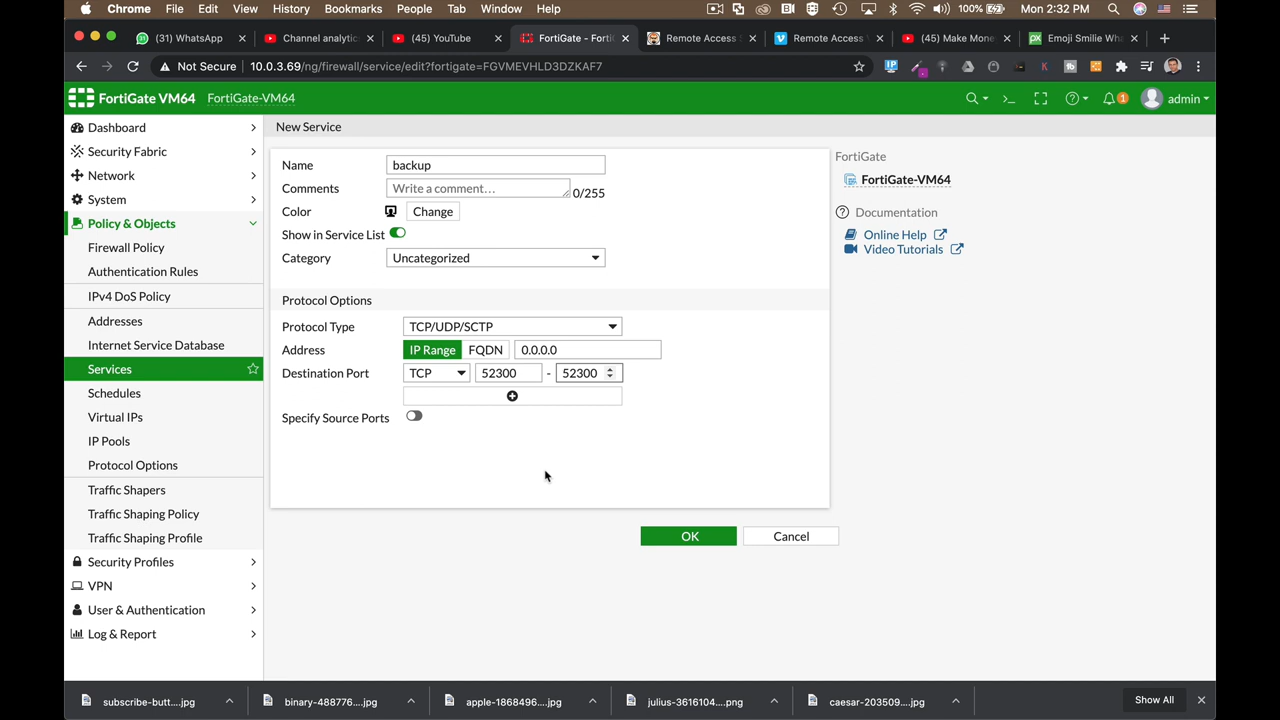 Chrome File Edit View History Bookmarks People Tab Window Help 100% Mon 2:32 PM
(31) WhatsApp Channel analytic (45) YouTube FortiGate - Forti Remote Access Remote Access V (45) Make Mone Emoji Smilie Wh
Not Secure 10.0.3.69/ng/firewall/service/edit?fortigate=FGVMEVHLD3DZKAF7
FortiGate VM64 FortiGate-VM64 1 admin
Dashboard
Security Fabric
Network
System
Policy & Objects
Firewall Policy
Authentication Rules
IPv4 DoS Policy
Addresses
Internet Service Database
Services
Schedules
Virtual IPs
IP Pools
Protocol Options
Traffic Shapers
Traffic Shaping Policy
Traffic Shaping Profile
Security Profiles
VPN
User & Authentication
Log & Report
New Service
Name backup
Comments Write a comment... 0/255
Color Change
Show in Service List
Category Uncategorized
Protocol Options
Protocol Type TCP/UDP/SCTP
Address IP Range FQDN 0.0.0.0
Destination Port TCP 52300 - 52300
Specify Source Ports
OK Cancel
FortiGate
FortiGate-VM64
Documentation
Online Help
Video Tutorials
subscribe-butt....jpg binary-488776....jpg apple-1868496....jpg julius-3616104....png caesar-203509....jpg Show All